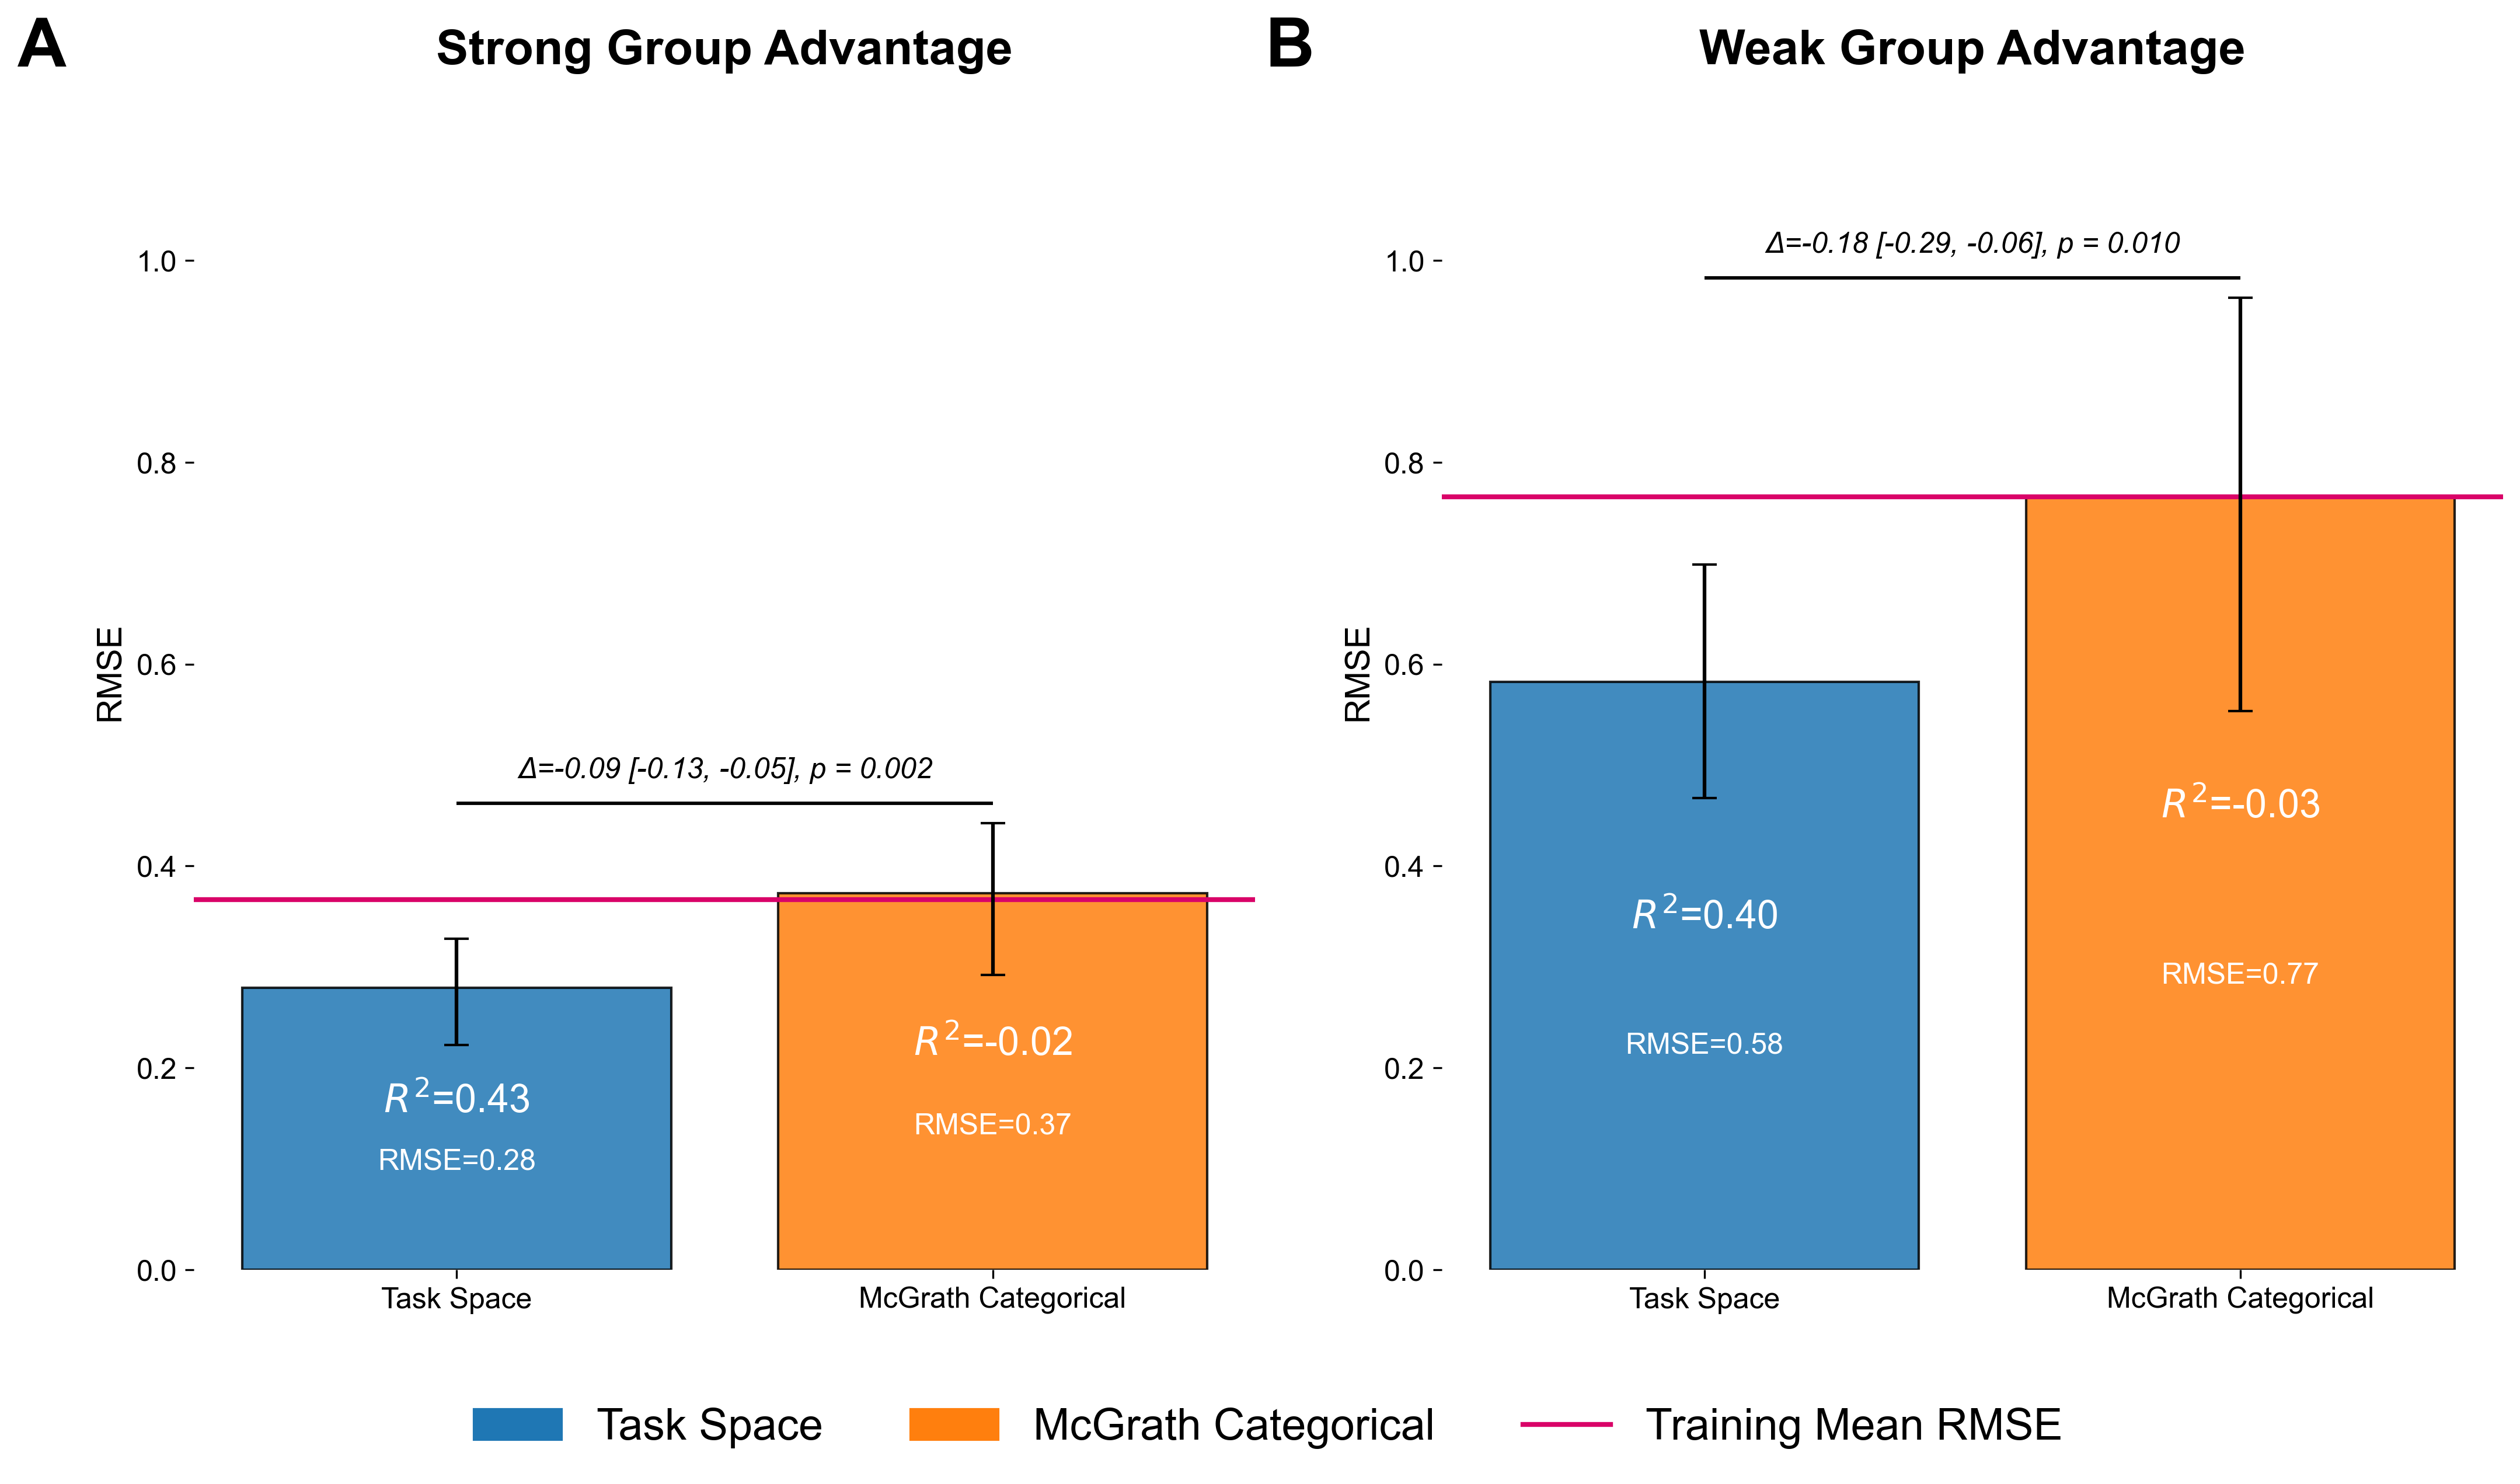 A
Strong Group Advantage
RMSE
1.0
0.8
0.6
0.4
0.2
0.0
Δ=-0.09 [-0.13, -0.05], p = 0.002
R²=0.43
RMSE=0.28
R²=-0.02
RMSE=0.37
Task Space
McGrath Categorical
B
Weak Group Advantage
RMSE
1.0
0.8
0.6
0.4
0.2
0.0
Δ=-0.18 [-0.29, -0.06], p = 0.010
R²=0.40
RMSE=0.58
R²=-0.03
RMSE=0.77
Task Space
McGrath Categorical
Task Space
McGrath Categorical
Training Mean RMSE